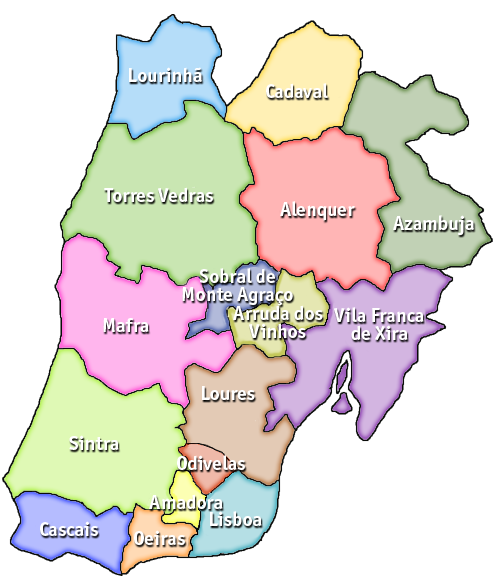 Lourinhã
Cadaval
Torres Vedras
Alenquer
Azambuja
Sobral de
Monte Agraço
Arruda dos
Vinhos
Vila Franca
de Xira
Mafra
Loures
Sintra
Odivelas
Amadora
Lisboa
Cascais
Oeiras